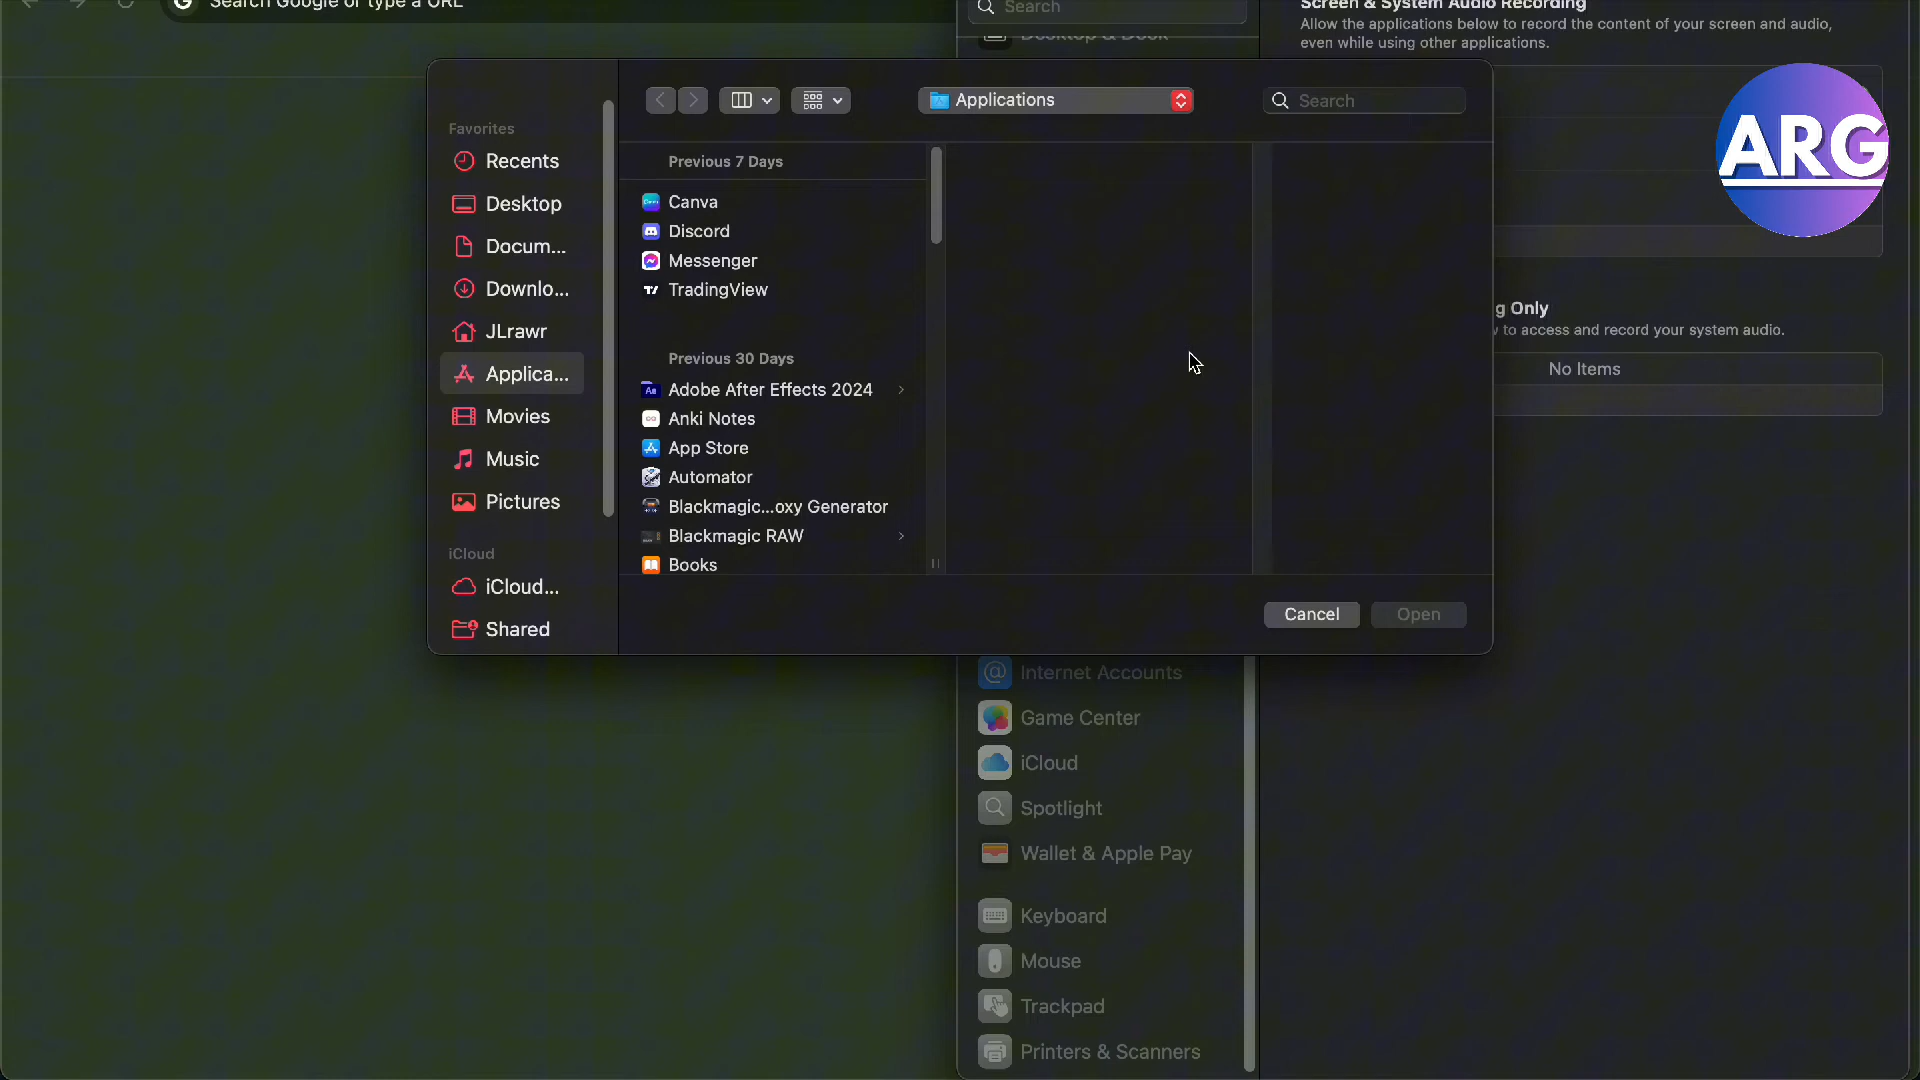 Search Google or type a URL
Search
Desktop & Dock
Screen & System Audio Recording
Allow the applications below to record the content of your screen and audio,
even while using other applications.
Applications
Search
ARG
Favorites
Recents
Desktop
Docum...
Downlo...
JLrawr
Applica...
Movies
Music
Pictures
iCloud
iCloud...
Shared
Previous 7 Days
Canva
Discord
Messenger
TradingView
Previous 30 Days
Adobe After Effects 2024
Anki Notes
App Store
Automator
Blackmagic...oxy Generator
Blackmagic RAW
Books
Cancel
Open
g Only
to access and record your system audio.
No Items
Internet Accounts
Game Center
iCloud
Spotlight
Wallet & Apple Pay
Keyboard
Mouse
Trackpad
Printers & Scanners